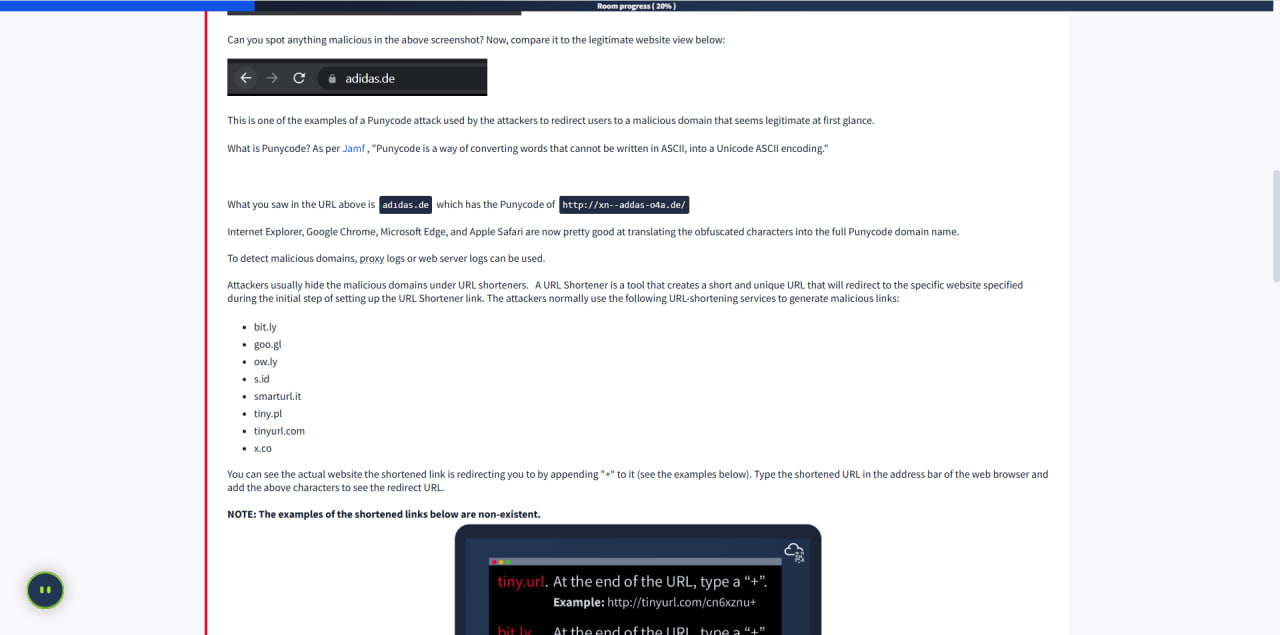 Room progress ( 20% )
Can you spot anything malicious in the above screenshot? Now, compare it to the legitimate website view below:
adidas.de
This is one of the examples of a Punycode attack used by the attackers to redirect users to a malicious domain that seems legitimate at first glance.
What is Punycode? As per Jamf , "Punycode is a way of converting words that cannot be written in ASCII, into a Unicode ASCII encoding."
What you saw in the URL above is adıdas.de which has the Punycode of http://xn--addas-o4a.de/
Internet Explorer, Google Chrome, Microsoft Edge, and Apple Safari are now pretty good at translating the obfuscated characters into the full Punycode domain name.
To detect malicious domains, proxy logs or web server logs can be used.
Attackers usually hide the malicious domains under URL shorteners. A URL Shortener is a tool that creates a short and unique URL that will redirect to the specific website specified
during the initial step of setting up the URL Shortener link. The attackers normally use the following URL-shortening services to generate malicious links:
• bit.ly
• goo.gl
• ow.ly
• s.id
• smarturl.it
• tiny.pl
• tinyurl.com
• x.co
You can see the actual website the shortened link is redirecting you to by appending "+" to it (see the examples below). Type the shortened URL in the address bar of the web browser and
add the above characters to see the redirect URL.
NOTE: The examples of the shortened links below are non-existent.
tiny.url. At the end of the URL, type a “+”.
Example: http://tinyurl.com/cn6xznu+
bit.ly At the end of the URL, type a “+”